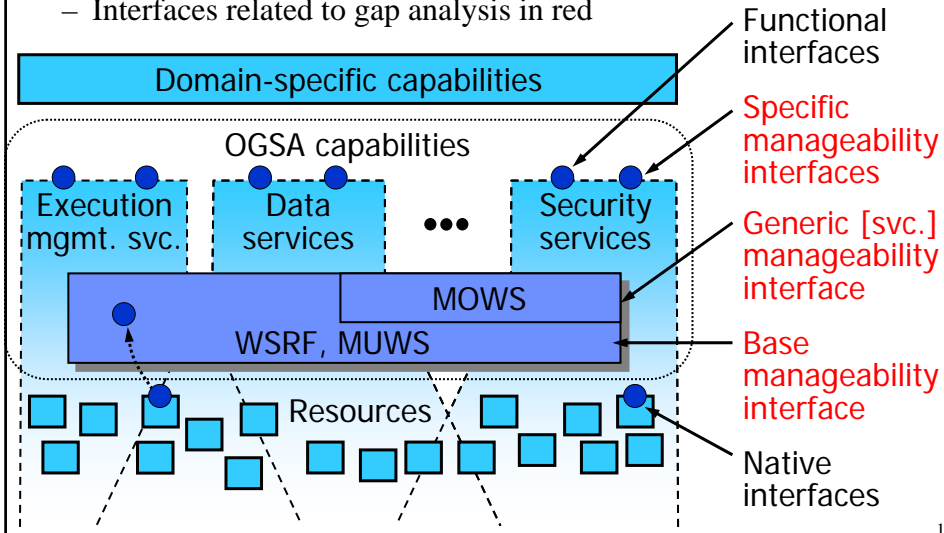 – Interfaces related to gap analysis in red
Functional
interfaces
Domain-specific capabilities
Specific
manageability
interfaces
OGSA capabilities
Execution
mgmt. svc.
Data
services
•••
Security
services
Generic [svc.]
manageability
interface
MOWS
WSRF, MUWS
Base
manageability
interface
Resources
Native
interfaces